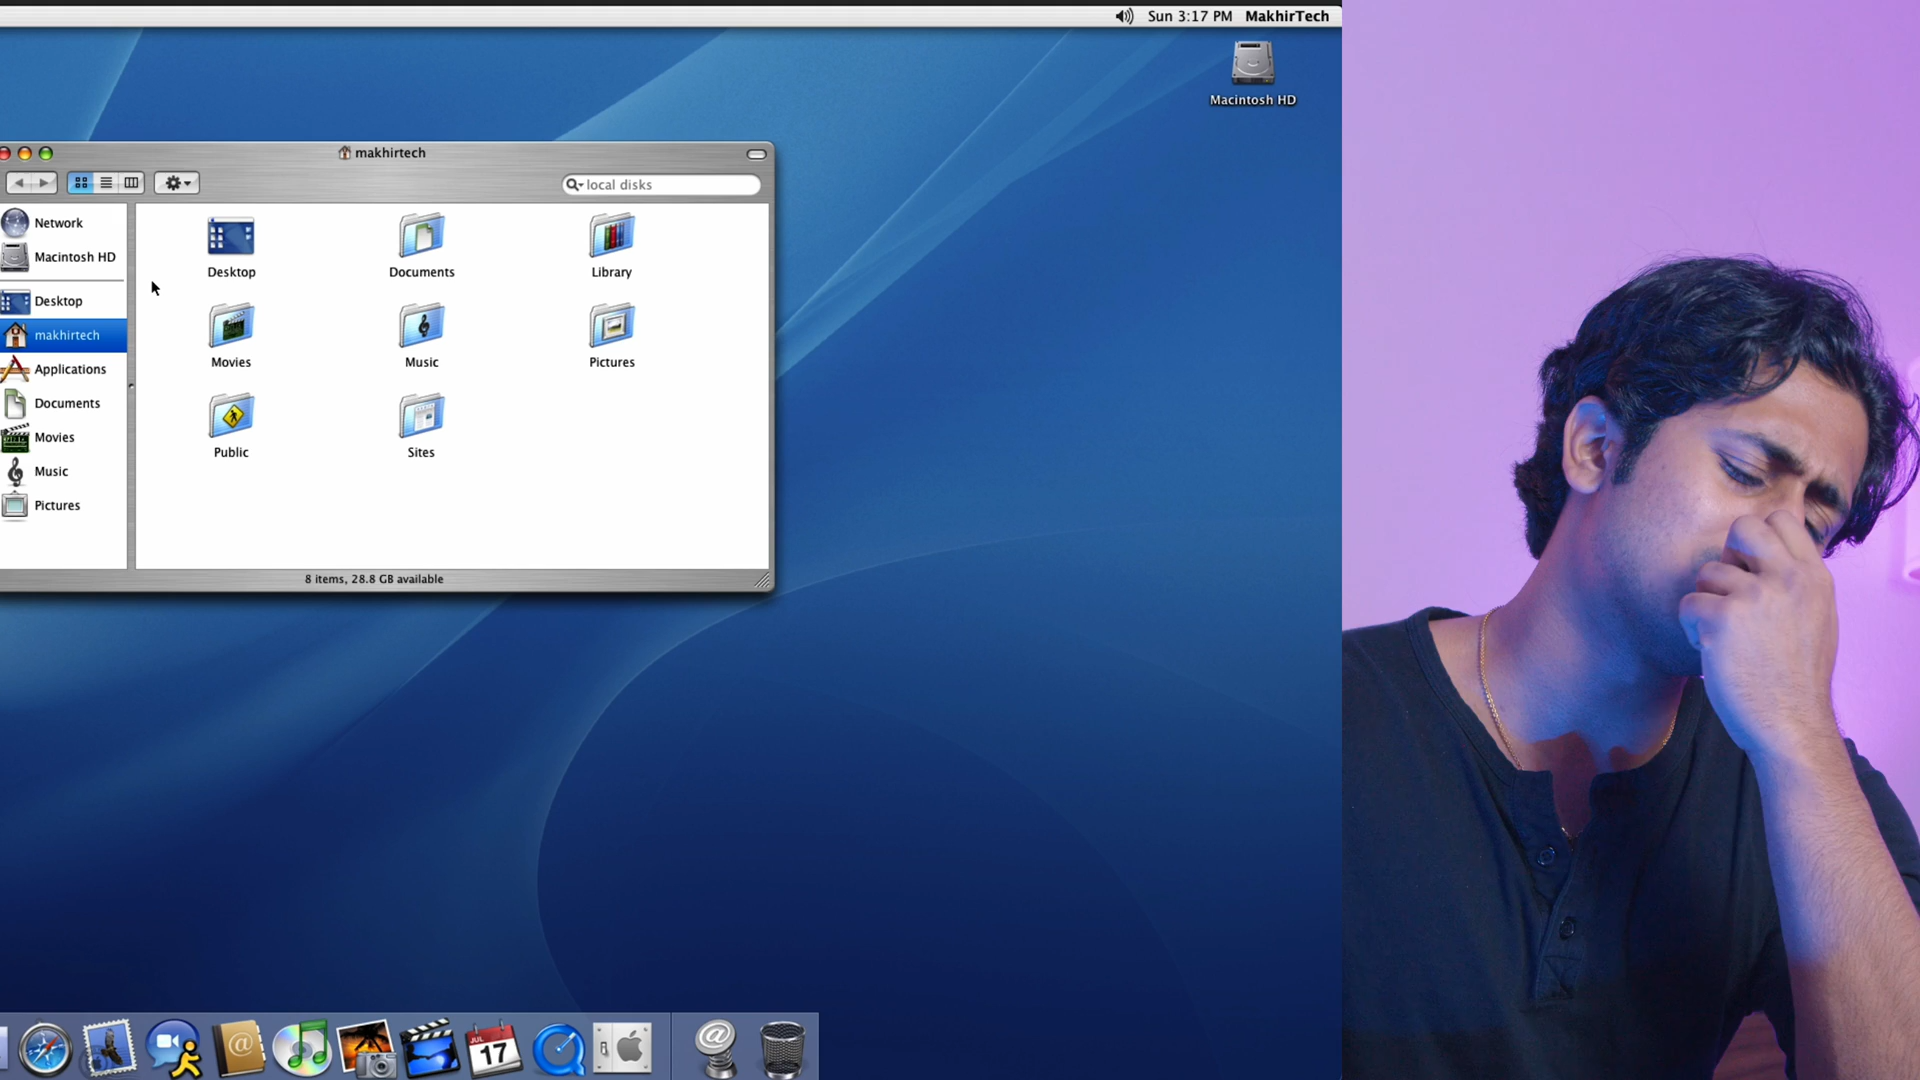 Sun 3:17 PM MakhirTech
Macintosh HD
makhirtech
local disks
Network
Macintosh HD
Desktop
makhirtech
Applications
Documents
Movies
Music
Pictures
Desktop
Documents
Library
Movies
Music
Pictures
Public
Sites
8 items, 28.8 GB available
@
JUL
17
@